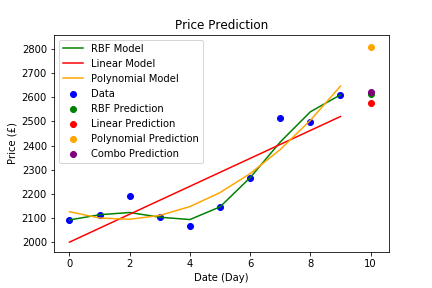 Price Prediction
RBF Model
Linear Model
Polynomial Model
Data
RBF Prediction
Linear Prediction
Polynomial Prediction
Combo Prediction
Price (£)
2800
2700
2600
2500
2400
2300
2200
2100
2000
0 2 4 6 8 10
Date (Day)